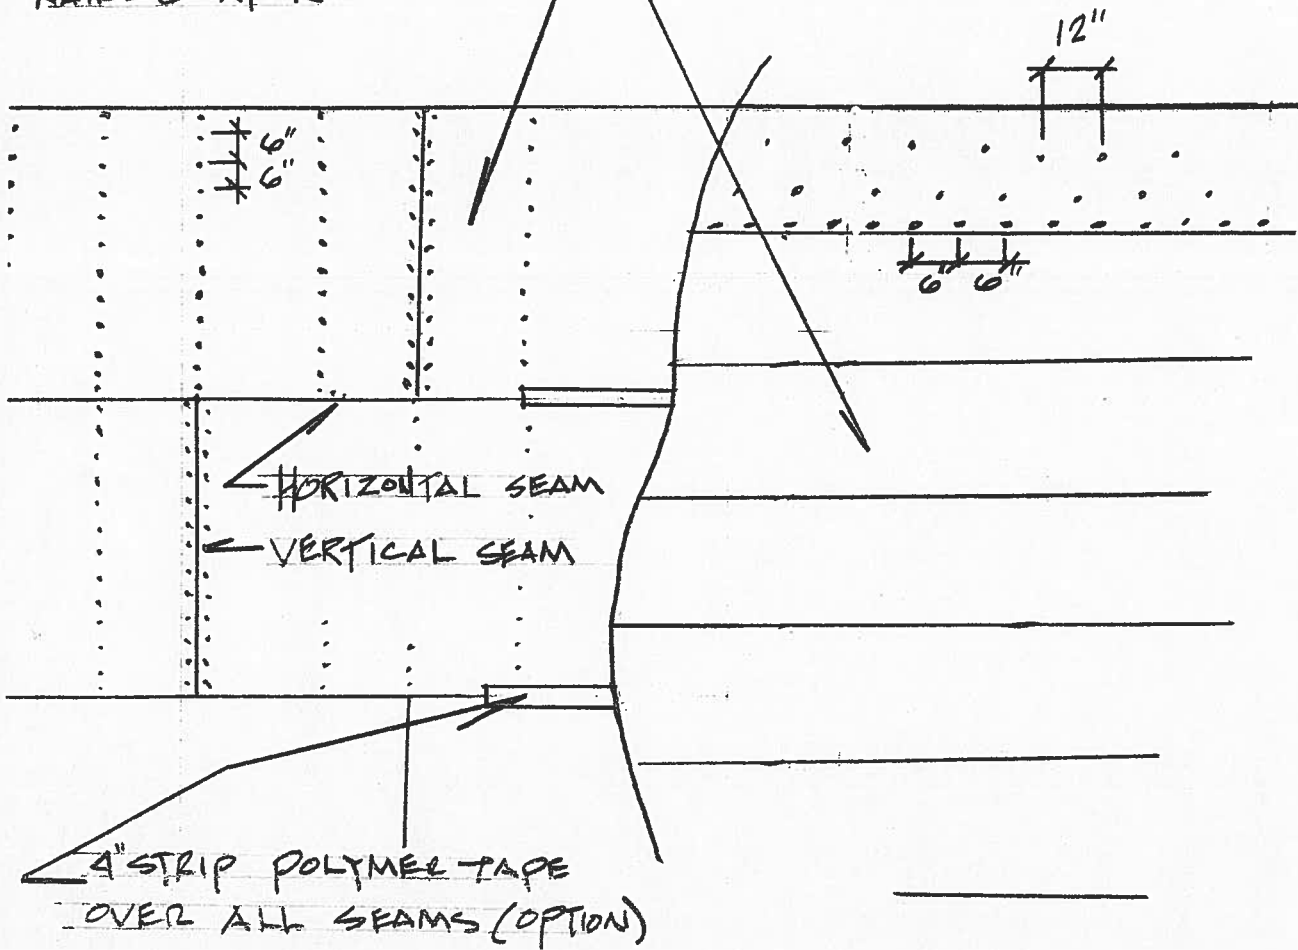 12"
6"
6"
6" 6"
HORIZONTAL SEAM
VERTICAL SEAM
4" STRIP POLYMER TAPE
OVER ALL SEAMS (OPTION)